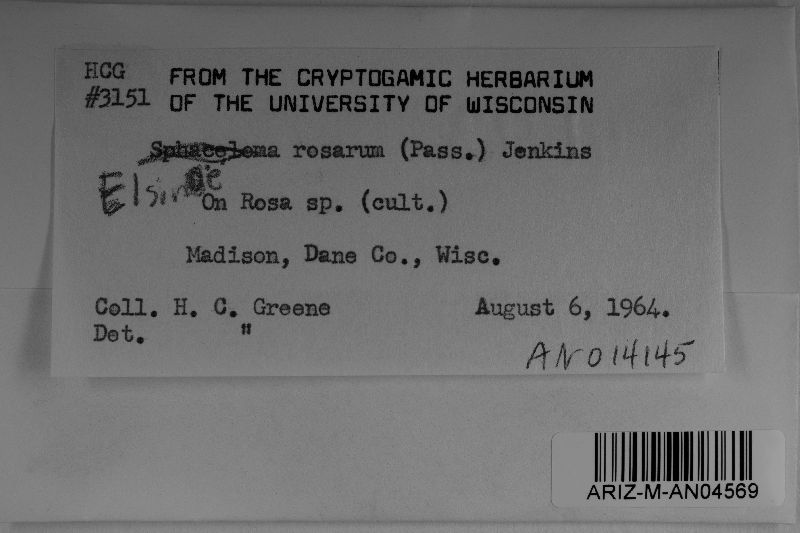 HCG FROM THE CRYPTOGAMIC HERBARIUM
#3151 OF THE UNIVERSITY OF WISCONSIN
Sphaceloma rosarum (Pass.) Jenkins
Elsinoë
On Rosa sp. (cult.)
Madison, Dane Co., Wisc.
Coll. H. C. Greene August 6, 1964.
Det. "
AN014145
ARIZ-M-AN04569